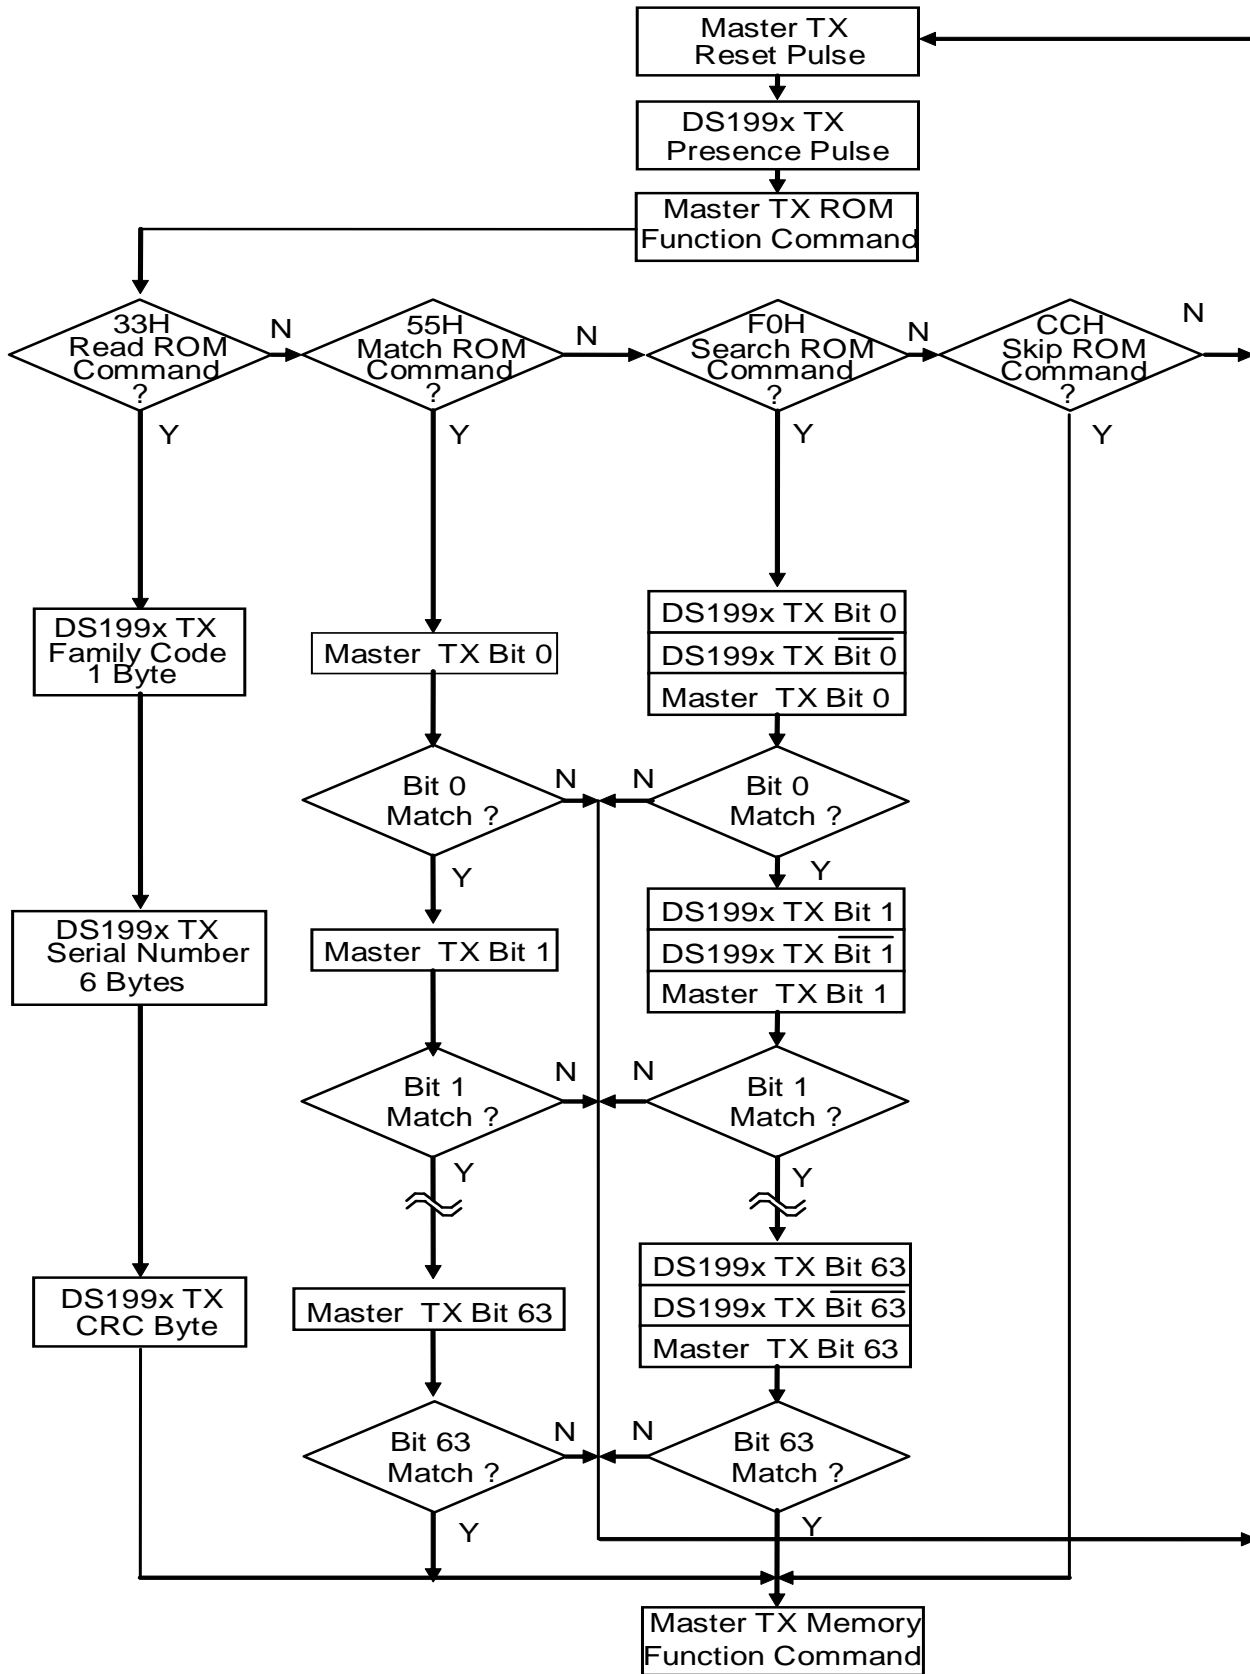 Master TX
Reset Pulse
DS199x TX
Presence Pulse
Master TX ROM
Function Command
33H
Read ROM
Command
?
N
Y
55H
Match ROM
Command
?
N
Y
F0H
Search ROM
Command
?
N
Y
CCH
Skip ROM
Command
?
N
Y
DS199x TX
Family Code
1 Byte
DS199x TX
Serial Number
6 Bytes
DS199x TX
CRC Byte
Master TX Bit 0
Bit 0
Match ?
N
Y
Master TX Bit 1
Bit 1
Match ?
N
Y
Master TX Bit 63
Bit 63
Match ?
N
Y
DS199x TX Bit 0
DS199x TX B̅i̅t̅ ̅0̅
Master TX Bit 0
Bit 0
Match ?
N
Y
DS199x TX Bit 1
DS199x TX B̅i̅t̅ ̅1̅
Master TX Bit 1
Bit 1
Match ?
N
Y
DS199x TX Bit 63
DS199x TX B̅i̅t̅ ̅6̅3̅
Master TX Bit 63
Bit 63
Match ?
N
Y
Master TX Memory
Function Command